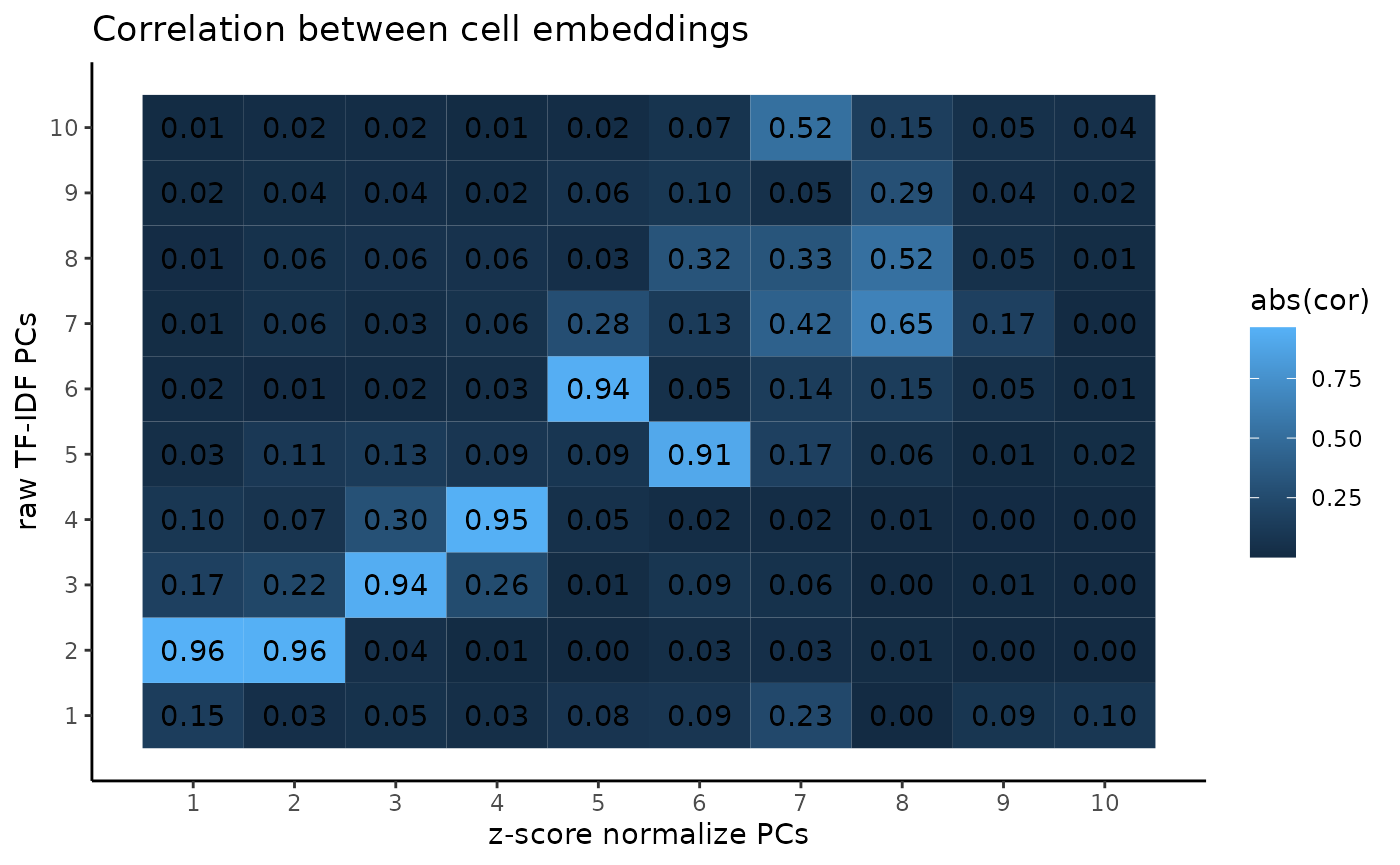 Correlation between cell embeddings
raw TF-IDF PCs
10 0.01 0.02 0.02 0.01 0.02 0.07 0.52 0.15 0.05 0.04
9 0.02 0.04 0.04 0.02 0.06 0.10 0.05 0.29 0.04 0.02
8 0.01 0.06 0.06 0.06 0.03 0.32 0.33 0.52 0.05 0.01
7 0.01 0.06 0.03 0.06 0.28 0.13 0.42 0.65 0.17 0.00
6 0.02 0.01 0.02 0.03 0.94 0.05 0.14 0.15 0.05 0.01
5 0.03 0.11 0.13 0.09 0.09 0.91 0.17 0.06 0.01 0.02
4 0.10 0.07 0.30 0.95 0.05 0.02 0.02 0.01 0.00 0.00
3 0.17 0.22 0.94 0.26 0.01 0.09 0.06 0.00 0.01 0.00
2 0.96 0.96 0.04 0.01 0.00 0.03 0.03 0.01 0.00 0.00
1 0.15 0.03 0.05 0.03 0.08 0.09 0.23 0.00 0.09 0.10
1 2 3 4 5 6 7 8 9 10
z-score normalize PCs
abs(cor)
0.75
0.50
0.25